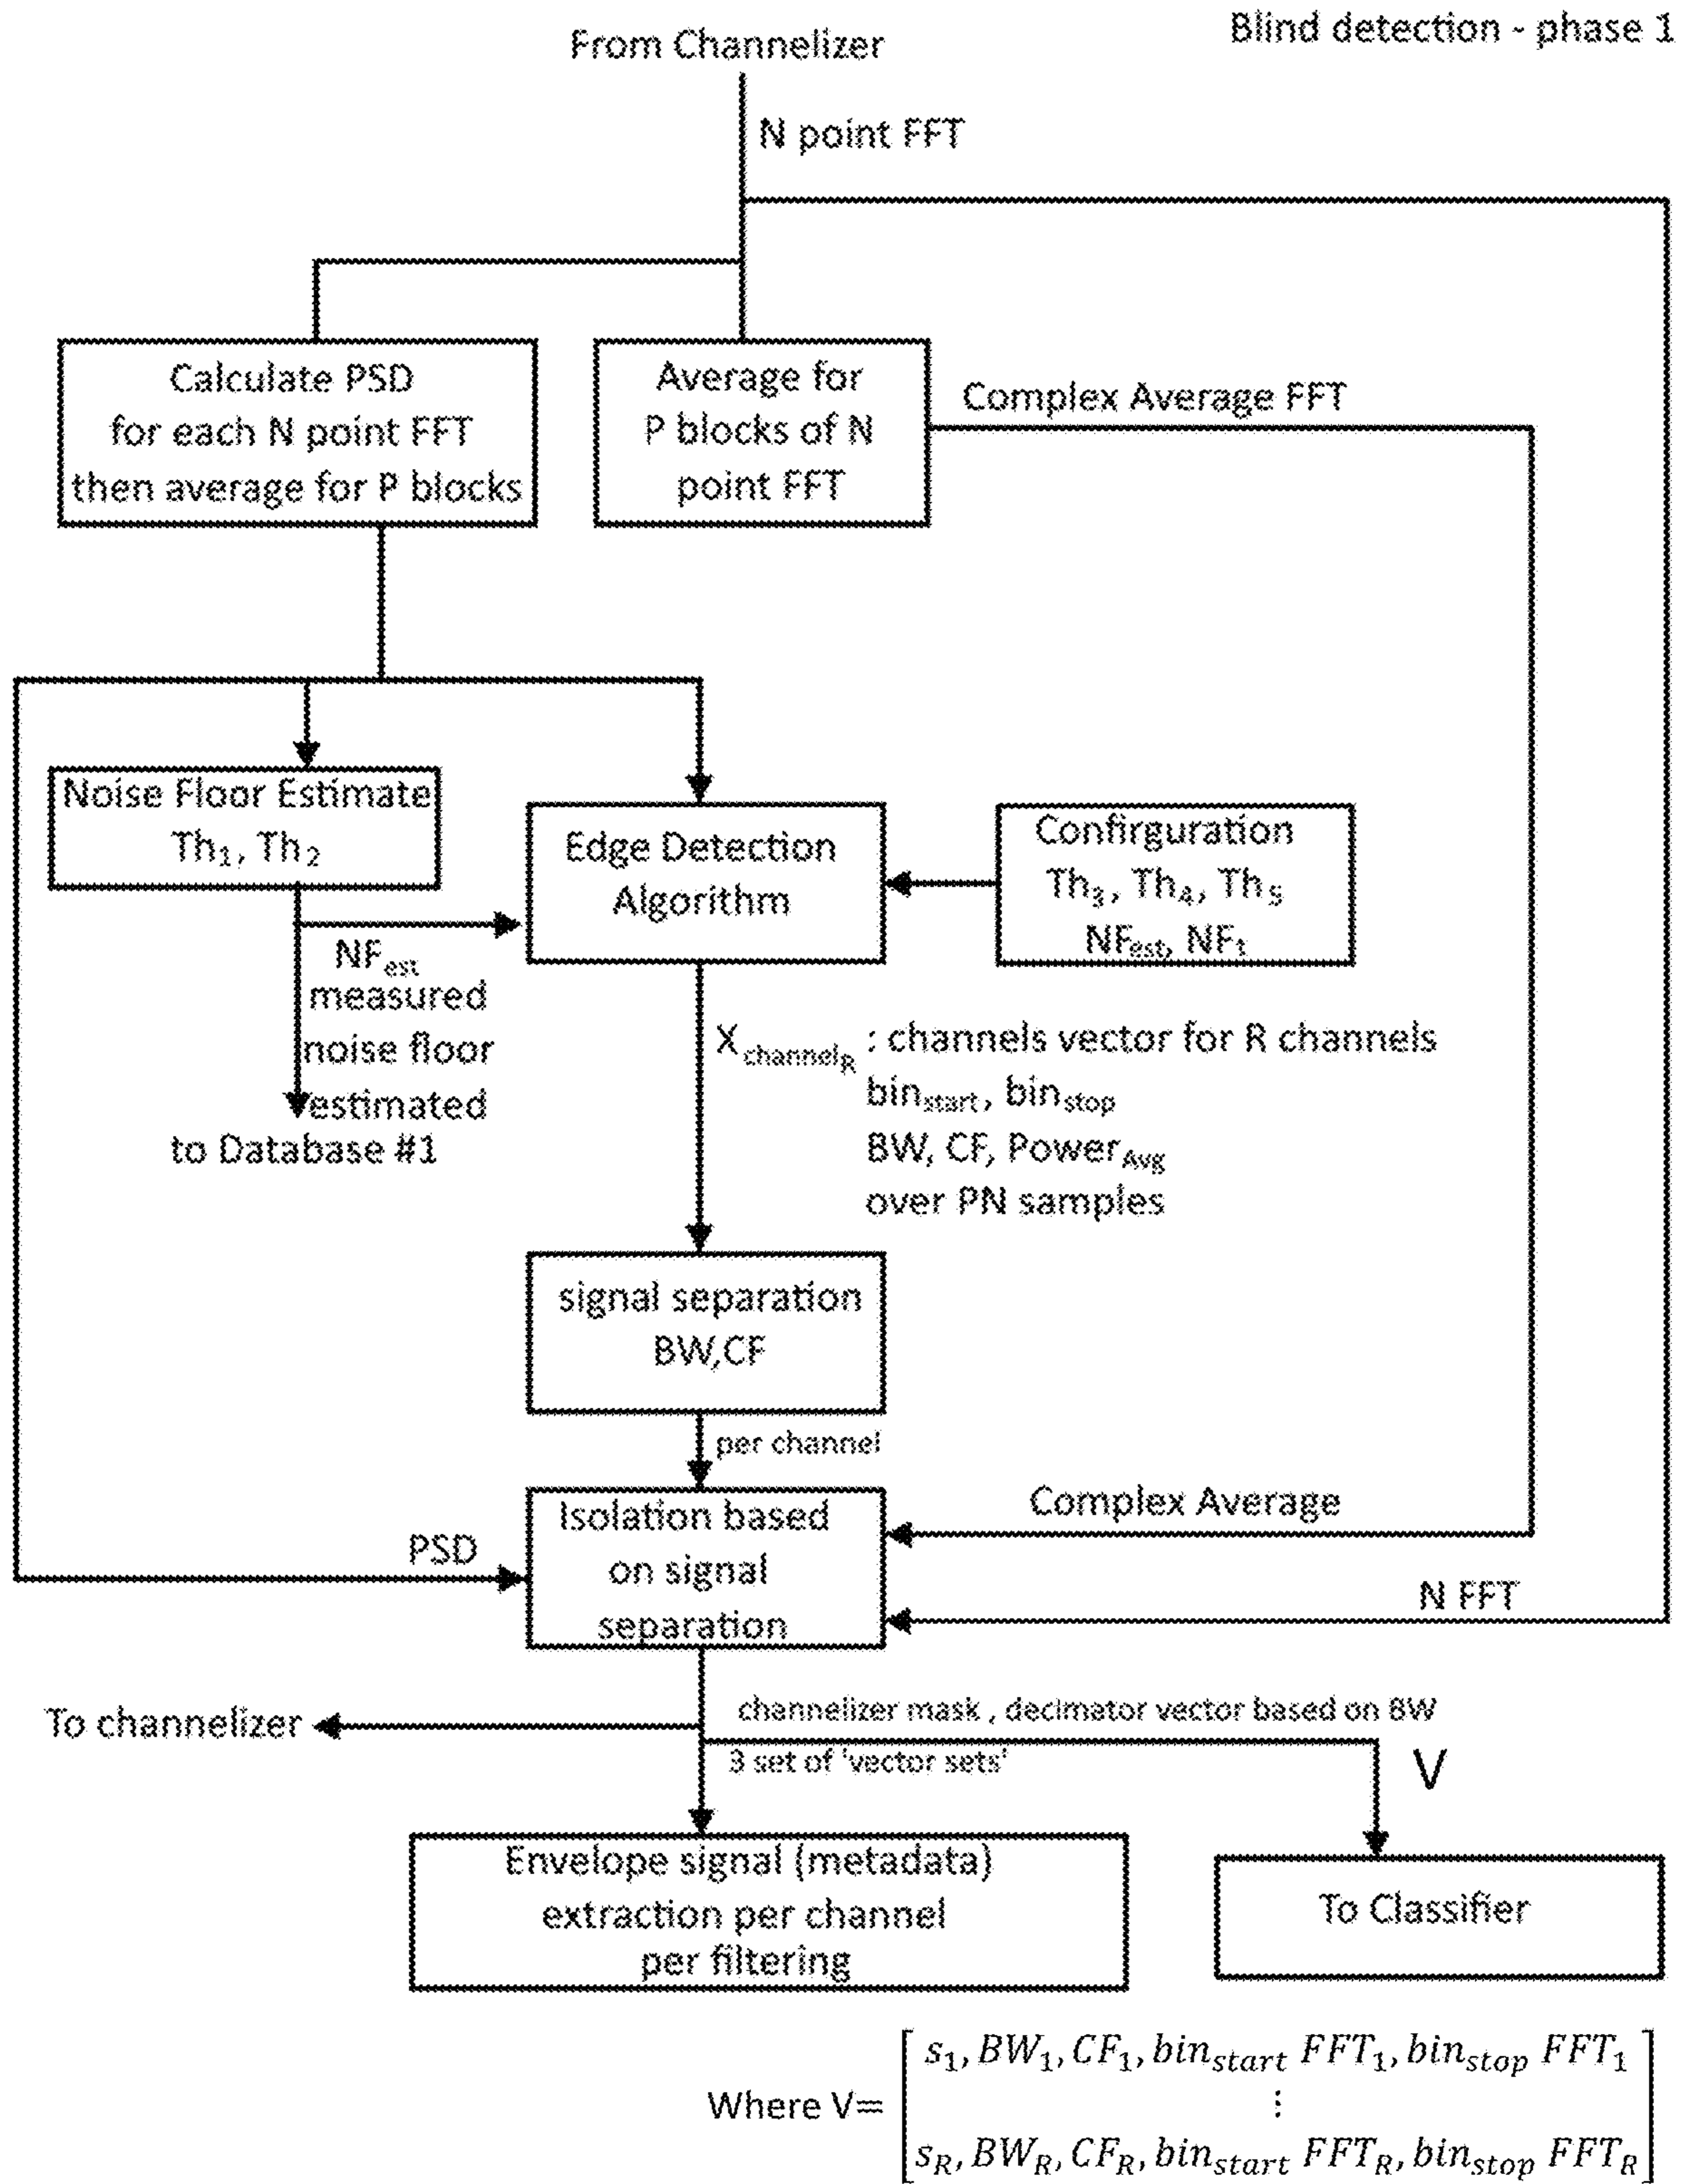 Blind detection - phase 1
From Channelizer
N point FFT
Calculate PSD
for each N point FFT
then average for P blocks
Average for
P blocks of N
point FFT
Complex Average FFT
Noise Floor Estimate
Th₁, Th₂
Edge Detection
Algorithm
Confirguration
Th₃, Th₄, Th₅
NFest, NF₁
NFest
measured
noise floor
estimated
to Database #1
XchannelR : channels vector for R channels
binstart, binstop
BW, CF, PowerAvg
over PN samples
signal separation
BW,CF
per channel
Isolation based
on signal
separation
PSD
Complex Average
N FFT
To channelizer
channelizer mask , decimator vector based on BW
3 set of 'vector sets'
V
Envelope signal (metadata)
extraction per channel
per filtering
To Classifier
Where V=
s₁, BW₁, CF₁, binstart FFT₁, binstop FFT₁
⋮
sR, BWR, CFR, binstart FFTR, binstop FFTR